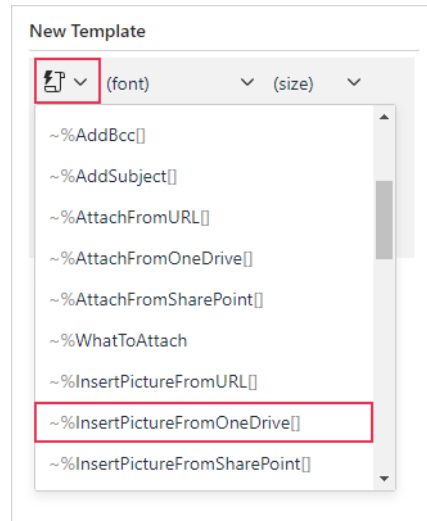 New Template
(font) (size)
~%AddBcc[]
~%AddSubject[]
~%AttachFromURL[]
~%AttachFromOneDrive[]
~%AttachFromSharePoint[]
~%WhatToAttach
~%InsertPictureFromURL[]
~%InsertPictureFromOneDrive[]
~%InsertPictureFromSharePoint[]